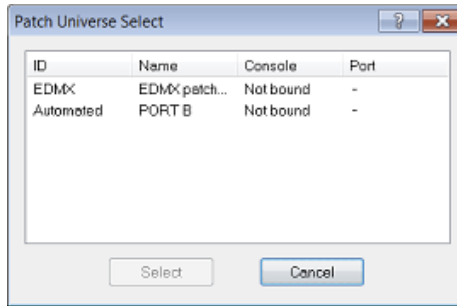 Patch Universe Select
ID Name Console Port
EDMX EDMX patch... Not bound -
Automated PORT B Not bound -
Select Cancel